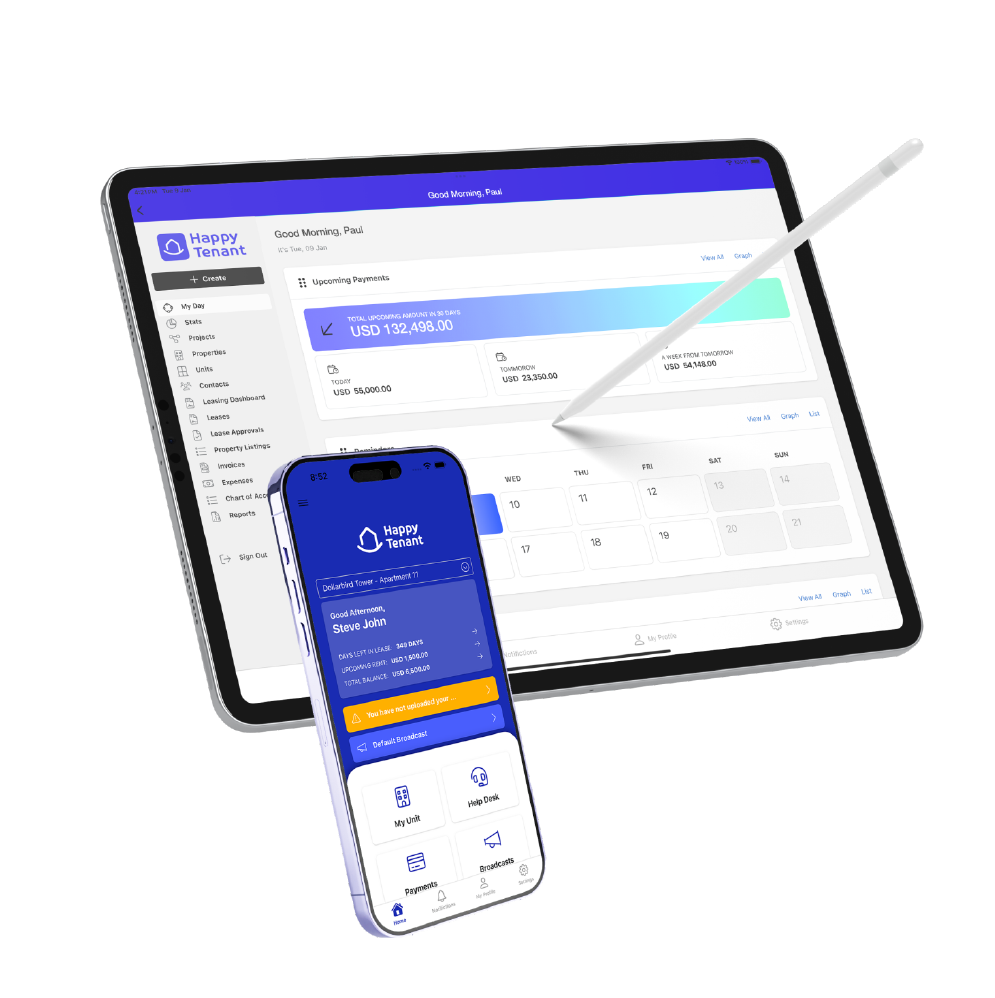 Good Morning, Paul
Happy
Tenant
+ Create
My Day
Stats
Projects
Properties
Units
Contacts
Leasing Dashboard
Leases
Lease Approvals
Property Listings
Invoices
Expenses
Chart of Acc
Reports
Sign Out
Good Morning, Paul
It's Tue, 09 Jan
Upcoming Payments
View All Graph
TOTAL UPCOMING AMOUNT IN 30 DAYS
USD 132,498.00
TODAY
USD 55,000.00
TOMMOROW
USD 23,350.00
A WEEK FROM TOMORROW
USD 54,148.00
Reminders
View All Graph List
WED THU FRI SAT SUN
10 11 12 13 14
17 18 19 20 21
View All Graph List
Notifications
My Profile
Settings
8:52
Happy
Tenant
Dollarbird Tower - Apartment 11
Good Afternoon,
Steve John
DAYS LEFT IN LEASE: 345 DAYS
UPCOMING RENT: USD 1,500.00
TOTAL BALANCE: USD 5,500.00
You have not uploaded your ...
Default Broadcast
My Unit
Help Desk
Payments
Broadcasts
Home
Notifications
My Profile
Settings